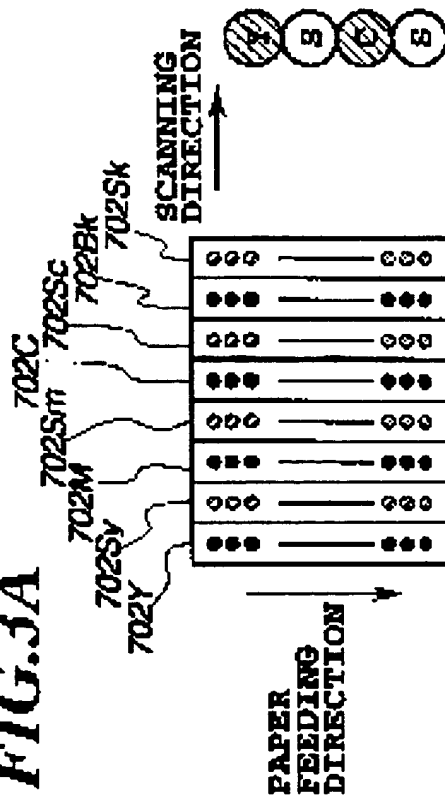 FIG.3A
702Y
702Sy
702M
702Sm
702C
702Sc
702Bk
702Sk
SCANNING
DIRECTION
PAPER
FEEDING
DIRECTION
S
C
S